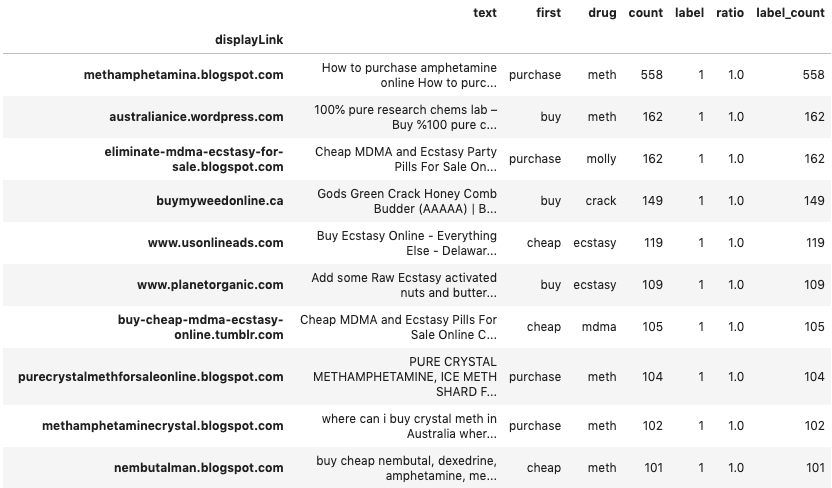 text first drug count label ratio label_count
displayLink
methamphetamina.blogspot.com How to purchase amphetamine online How to purc... purchase meth 558 1 1.0 558
australianice.wordpress.com 100% pure research chems lab – Buy %100 pure c... buy meth 162 1 1.0 162
eliminate-mdma-ecstasy-for-sale.blogspot.com Cheap MDMA and Ecstasy Party Pills For Sale On... purchase molly 162 1 1.0 162
buymyweedonline.ca Gods Green Crack Honey Comb Budder (AAAAA) | B... buy crack 149 1 1.0 149
www.usonlineads.com Buy Ecstasy Online - Everything Else - Delawar... cheap ecstasy 119 1 1.0 119
www.planetorganic.com Add some Raw Ecstasy activated nuts and butter... buy ecstasy 109 1 1.0 109
buy-cheap-mdma-ecstasy-online.tumblr.com Cheap MDMA and Ecstasy Pills For Sale Online C... cheap mdma 105 1 1.0 105
purecrystalmethforsaleonline.blogspot.com PURE CRYSTAL METHAMPHETAMINE, ICE METH SHARD F... purchase meth 104 1 1.0 104
methamphetaminecrystal.blogspot.com where can i buy crystal meth in Australia wher... purchase meth 102 1 1.0 102
nembutalman.blogspot.com buy cheap nembutal, dexedrine, amphetamine, me... cheap meth 101 1 1.0 101